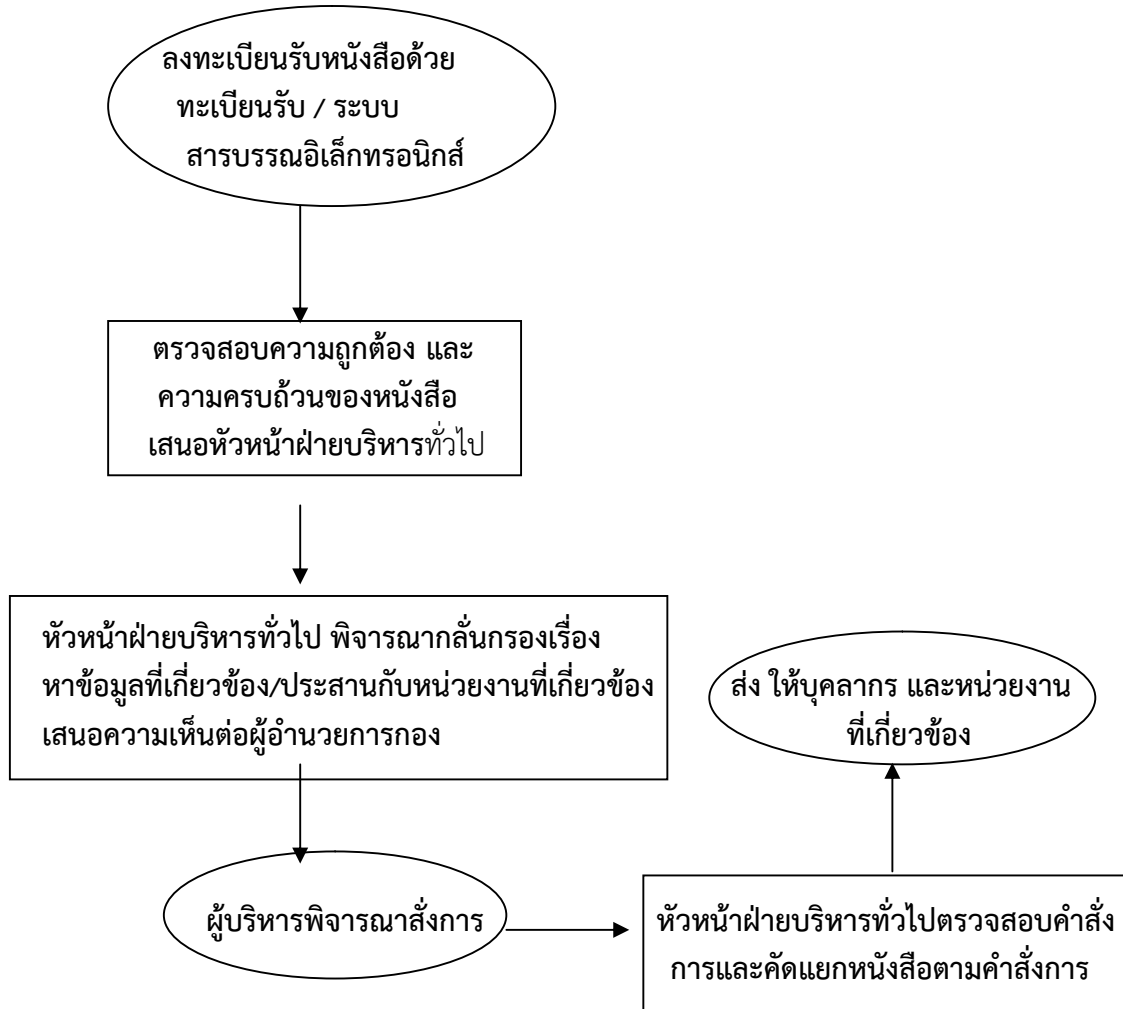 ลงทะเบียนรับหนังสือด้วย
ทะเบียนรับ / ระบบ
สารบรรณอิเล็กทรอนิกส์
ตรวจสอบความถูกต้อง และ
ความครบถ้วนของหนังสือ
เสนอหัวหน้าฝ่ายบริหารทั่วไป
หัวหน้าฝ่ายบริหารทั่วไป พิจารณากลั่นกรองเรื่อง
หาข้อมูลที่เกี่ยวข้อง/ประสานกับหน่วยงานที่เกี่ยวข้อง
เสนอความเห็นต่อผู้อำนวยการกอง
ผู้บริหารพิจารณาสั่งการ
หัวหน้าฝ่ายบริหารทั่วไปตรวจสอบคำสั่ง
การและคัดแยกหนังสือตามคำสั่งการ
ส่ง ให้บุคลากร และหน่วยงาน
ที่เกี่ยวข้อง